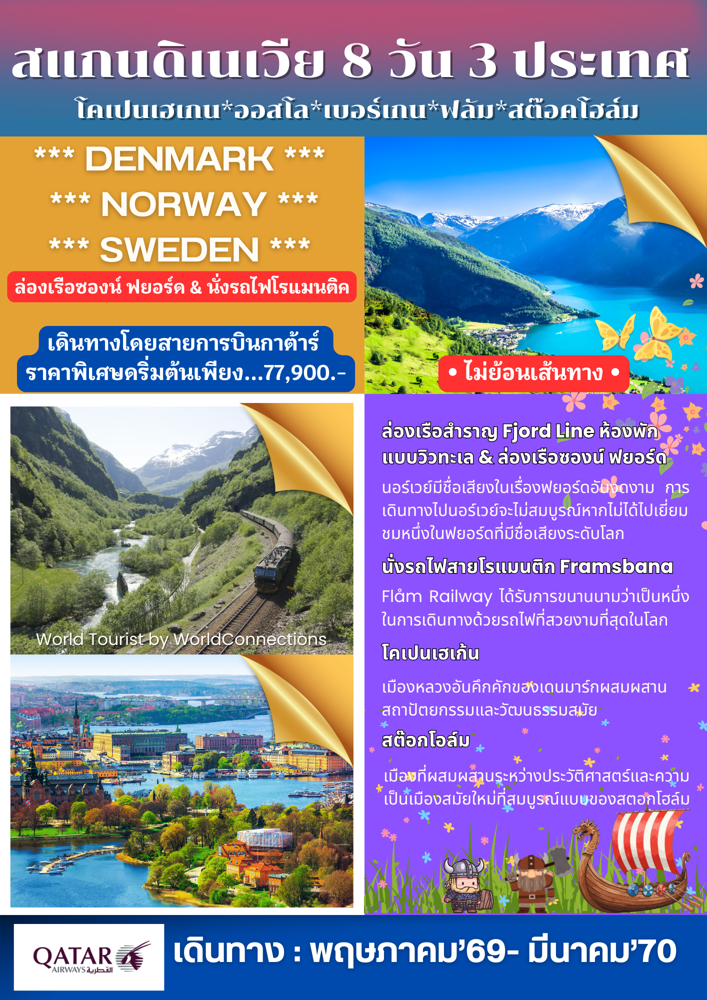 สแกนดิเนเวีย 8 วัน 3 ประเทศ
โคเปนเฮเกน*ออสโล*เบอร์เกน*ฟลัม*สต๊อคโฮล์ม
*** DENMARK ***
*** NORWAY ***
*** SWEDEN ***
ล่องเรือซองน์ ฟยอร์ด & นั่งรถไฟโรแมนติค
เดินทางโดยสายการบินกาต้าร์
ราคาพิเศษดริ่มต้นเพียง...77,900.-
• ไม่ย้อนเส้นทาง •
World Tourist by WorldConnections
ล่องเรือสำราญ Fjord Line ห้องพัก
แบบวิวทะเล & ล่องเรือซองน์ ฟยอร์ด
นอร์เวย์มีชื่อเสียงในเรื่องฟยอร์ดอันงดงาม การ
เดินทางไปนอร์เวย์จะไม่สมบูรณ์หากไม่ได้ไปเยี่ยม
ชมหนึ่งในฟยอร์ดที่มีชื่อเสียงระดับโลก
นั่งรถไฟสายโรแมนติก Framsbana
Flåm Railway ได้รับการขนานนามว่าเป็นหนึ่ง
ในการเดินทางด้วยรถไฟที่สวยงามที่สุดในโลก
โคเปนเฮเก้น
เมืองหลวงอันคึกคักของเดนมาร์กผสมผสาน
สถาปัตยกรรมและวัฒนธรรมสมัย
สต๊อกโอล์ม
เมืองที่ผสมผสานระหว่างประวัติศาสตร์และความ
เป็นเมืองสมัยใหม่ที่สมบูรณ์แบบของสตอกโฮล์ม
QATAR
AIRWAYS القطرية
เดินทาง : พฤษภาคม’69- มีนาคม’70